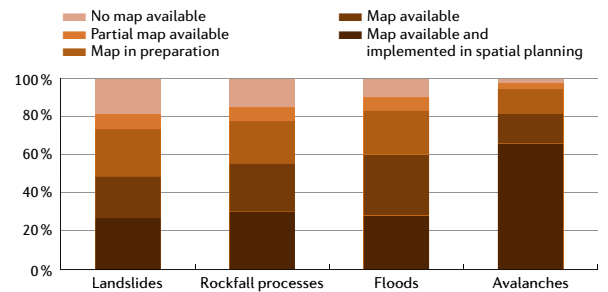 No map available
Partial map available
Map in preparation
Map available
Map available and
implemented in spatial planning
100 %
80 %
60 %
40 %
20 %
0 %
Landslides
Rockfall processes
Floods
Avalanches